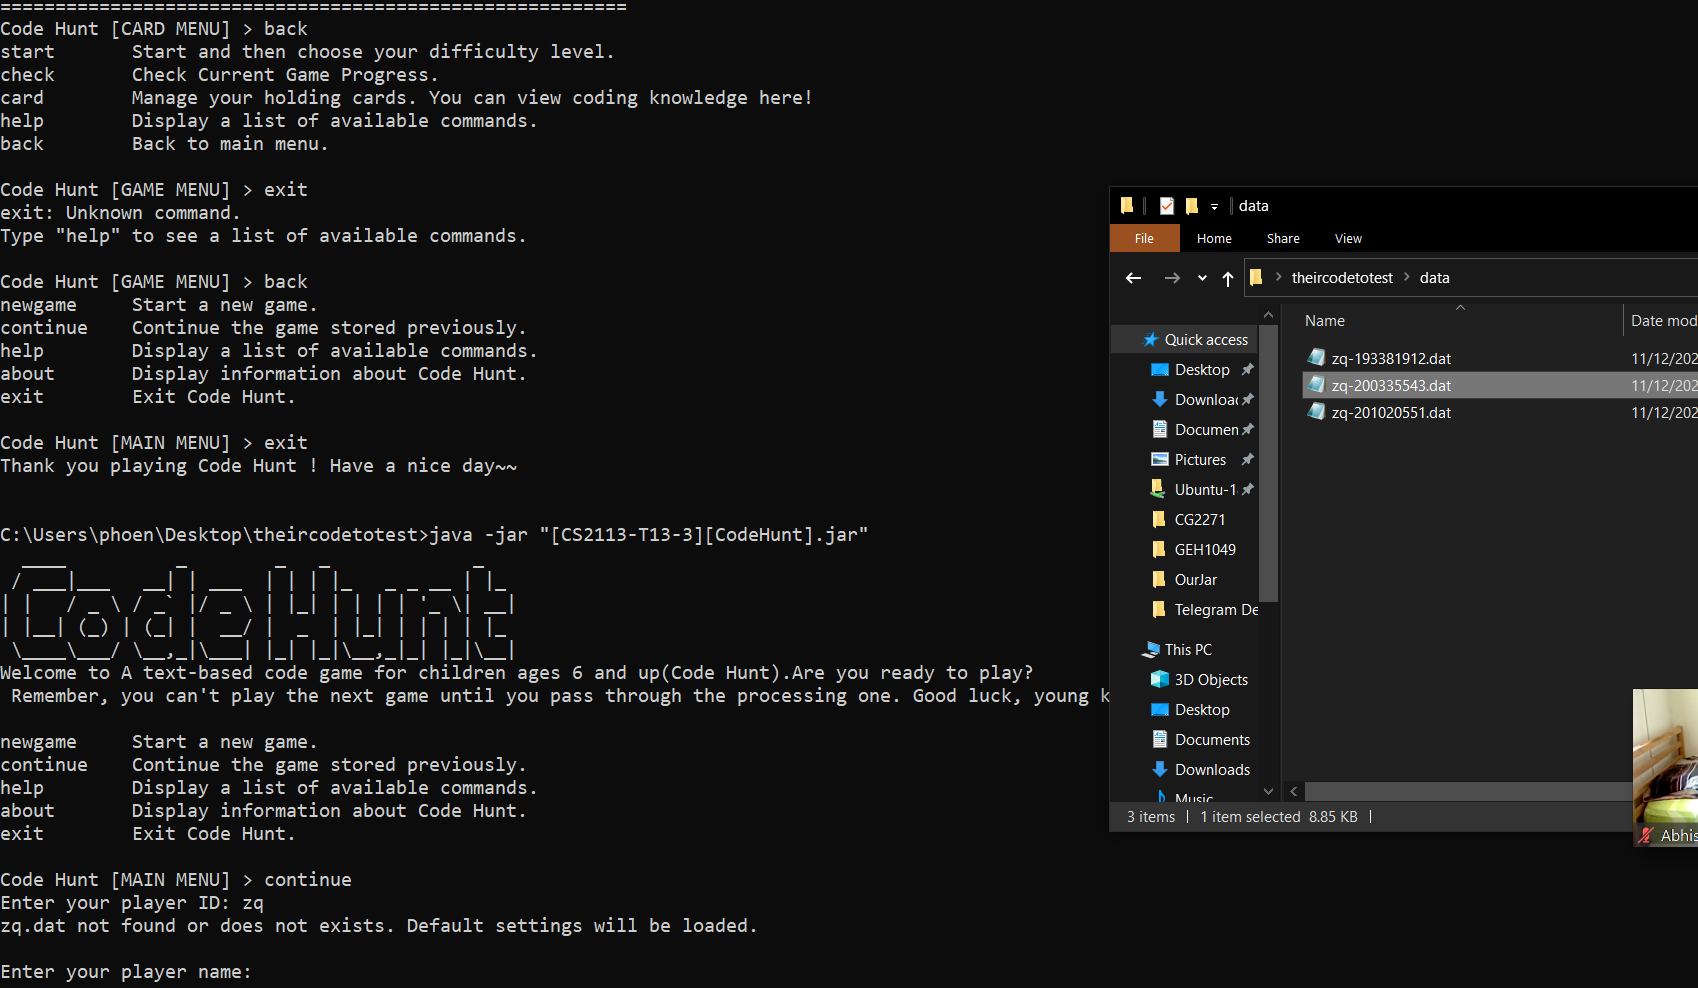 Code Hunt [CARD MENU] > back
start       Start and then choose your difficulty level.
check       Check Current Game Progress.
card        Manage your holding cards. You can view coding knowledge here!
help        Display a list of available commands.
back        Back to main menu.
Code Hunt [GAME MENU] > exit
exit: Unknown command.
Type "help" to see a list of available commands.
Code Hunt [GAME MENU] > back
newgame     Start a new game.
continue    Continue the game stored previously.
help        Display a list of available commands.
about       Display information about Code Hunt.
exit        Exit Code Hunt.
Code Hunt [MAIN MENU] > exit
Thank you playing Code Hunt ! Have a nice day~~
C:\Users\phoen\Desktop\theircodetotest>java -jar "[CS2113-T13-3][CodeHunt].jar"
Code Hunt
Welcome to A text-based code game for children ages 6 and up(Code Hunt).Are you ready to play?
Remember, you can't play the next game until you pass through the processing one. Good luck, young k
newgame     Start a new game.
continue    Continue the game stored previously.
help        Display a list of available commands.
about       Display information about Code Hunt.
exit        Exit Code Hunt.
Code Hunt [MAIN MENU] > continue
Enter your player ID: zq
zq.dat not found or does not exists. Default settings will be loaded.
Enter your player name:
data
File Home Share View
theircodetotest > data
Name Date mod
Quick access
Desktop
Downloac
Documen
Pictures
Ubuntu-1
CG2271
GEH1049
OurJar
Telegram De
This PC
3D Objects
Desktop
Documents
Downloads
Music
zq-193381912.dat 11/12/202
zq-200335543.dat 11/12/202
zq-201020551.dat 11/12/202
3 items 1 item selected 8.85 KB
Abhis